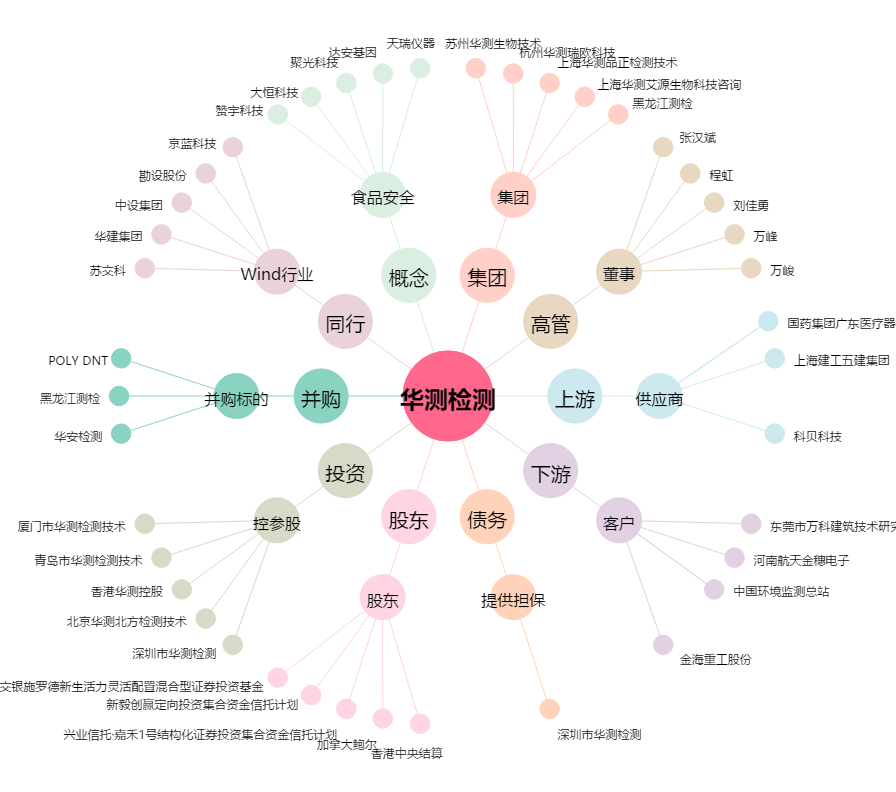 华测检测
概念
食品安全
赞宇科技
大恒科技
聚光科技
达安基因
天瑞仪器
集团
集团
苏州华测生物技术
杭州华测瑞欧科技
上海华测品正检测技术
上海华测艾源生物科技咨询
黑龙江测检
高管
董事
张汉斌
程虹
刘佳勇
万峰
万峻
上游
供应商
国药集团广东医疗器
上海建工五建集团
科贝科技
下游
客户
东莞市万科建筑技术研究
河南航天金穗电子
中国环境监测总站
金海重工股份
债务
提供担保
深圳市华测检测
股东
股东
香港中央结算
加拿大鲍尔
兴业信托·嘉禾1号结构化证券投资集合资金信托计划
新毅创赢定向投资集合资金信托计划
交银施罗德新生活力灵活配置混合型证券投资基金
投资
控参股
深圳市华测检测
北京华测北方检测技术
香港华测控股
青岛市华测检测技术
厦门市华测检测技术
并购
并购标的
华安检测
黑龙江测检
POLY DNT
同行
Wind行业
苏交科
华建集团
中设集团
勘设股份
京蓝科技